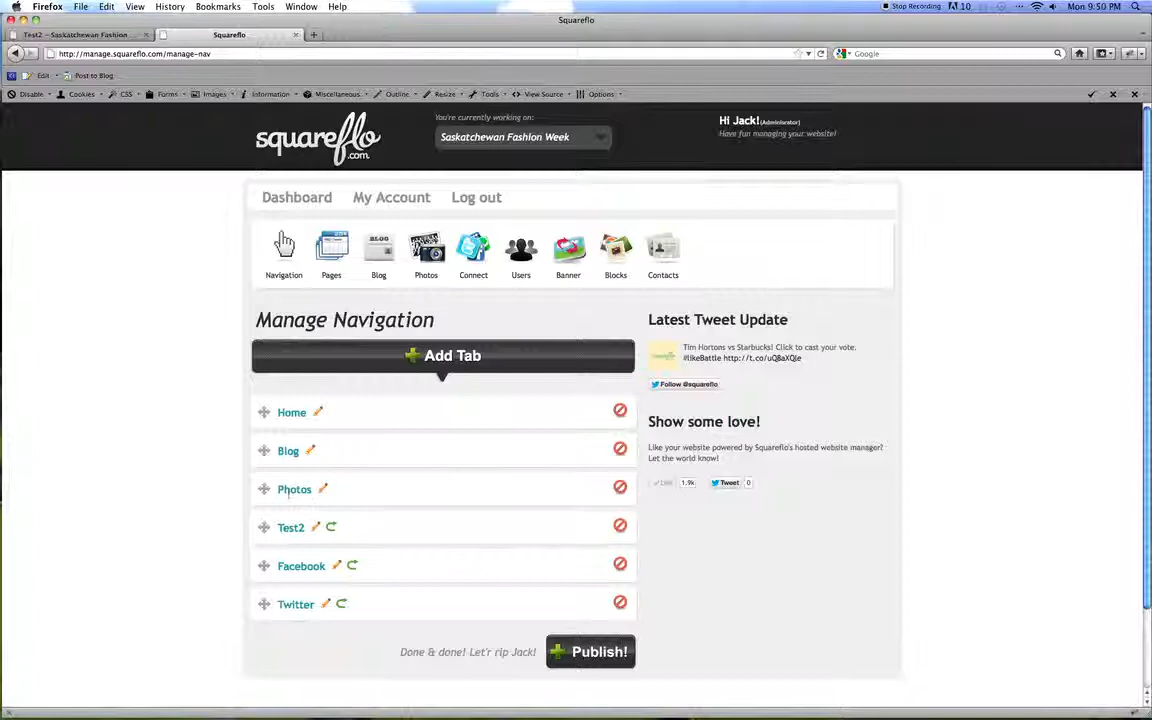 Firefox File Edit View History Bookmarks Tools Window Help Stop Recording 10 Mon 9:50 PM
Squareflo
Test2 – Saskatchewan Fashion ... Squareflo
http://manage.squareflo.com/manage-nav Google
Edit Post to Blog
Disable Cookies CSS Forms Images Information Miscellaneous Outline Resize Tools View Source Options
squareflo.com
You're currently working on:
Saskatchewan Fashion Week
Hi Jack! (Administrator)
Have fun managing your website!
Dashboard My Account Log out
BLOG
Navigation Pages Blog Photos Connect Users Banner Blocks Contacts
Manage Navigation
Add Tab
Home
Blog
Photos
Test2
Facebook
Twitter
Done & done! Let'r rip Jack! Publish!
Latest Tweet Update
Tim Hortons vs Starbucks! Click to cast your vote.
#likeBattle http://t.co/uQ8aXQle
Follow @squareflo
Show some love!
Like your website powered by Squareflo's hosted website manager?
Let the world know!
Like 1.9k Tweet 0